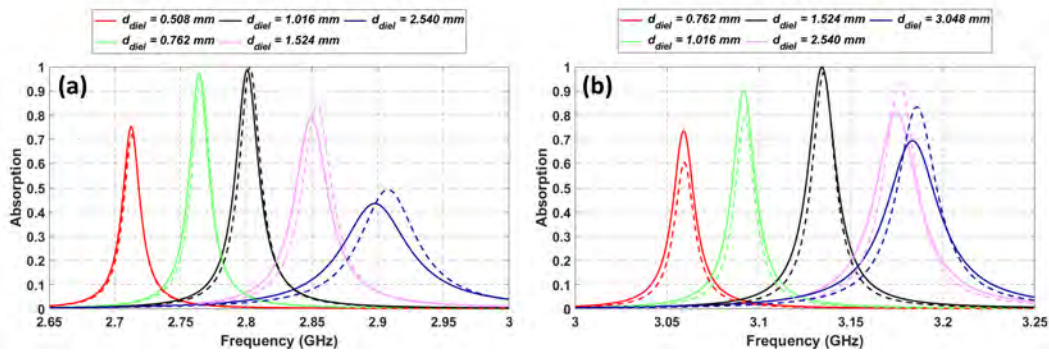 d_diel = 0.508 mm d_diel = 1.016 mm d_diel = 2.540 mm
d_diel = 0.762 mm d_diel = 1.524 mm
(a)
1
0.9
0.8
0.7
0.6
0.5
0.4
0.3
0.2
0.1
0
Absorption
2.65 2.7 2.75 2.8 2.85 2.9 2.95 3
Frequency (GHz)
d_diel = 0.762 mm d_diel = 1.524 mm d_diel = 3.048 mm
d_diel = 1.016 mm d_diel = 2.540 mm
(b)
1
0.9
0.8
0.7
0.6
0.5
0.4
0.3
0.2
0.1
0
Absorption
3 3.05 3.1 3.15 3.2 3.25
Frequency (GHz)